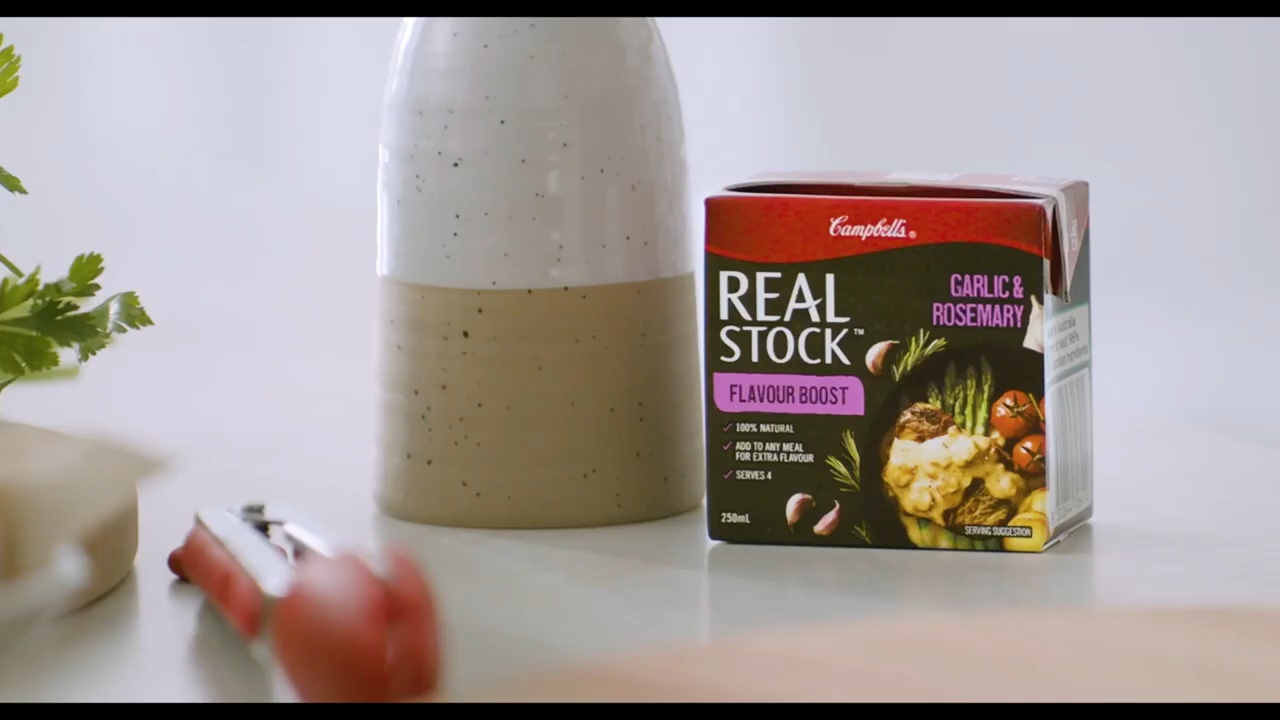 Campbell's®
REAL
STOCK™
GARLIC &
ROSEMARY
FLAVOUR BOOST
✓ 100% NATURAL
✓ ADD TO ANY MEAL
FOR EXTRA FLAVOUR
✓ SERVES 4
250mL
SERVING SUGGESTION